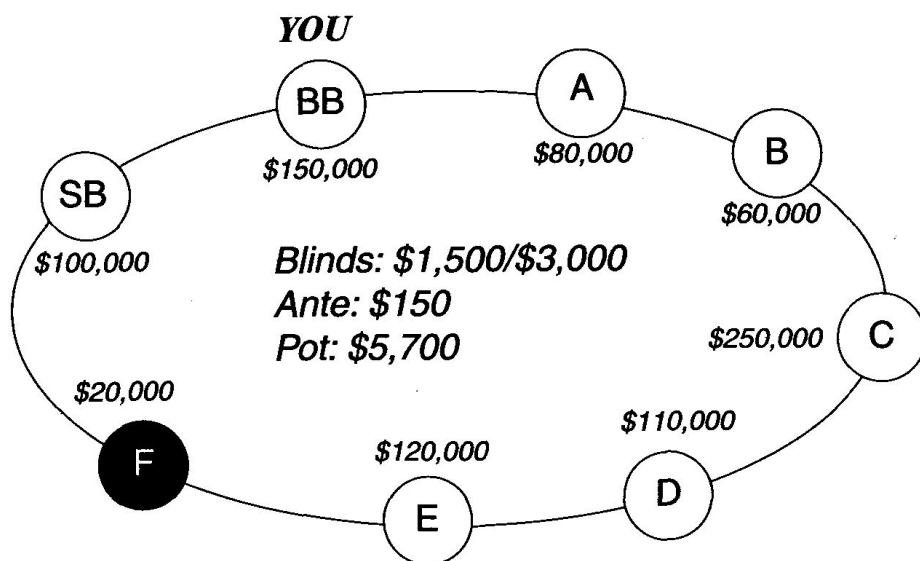 YOU
BB
A
$150,000
$80,000
B
$60,000
SB
$100,000
Blinds: $1,500/$3,000
Ante: $150
Pot: $5,700
C
$250,000
$20,000
F
$120,000
E
$110,000
D